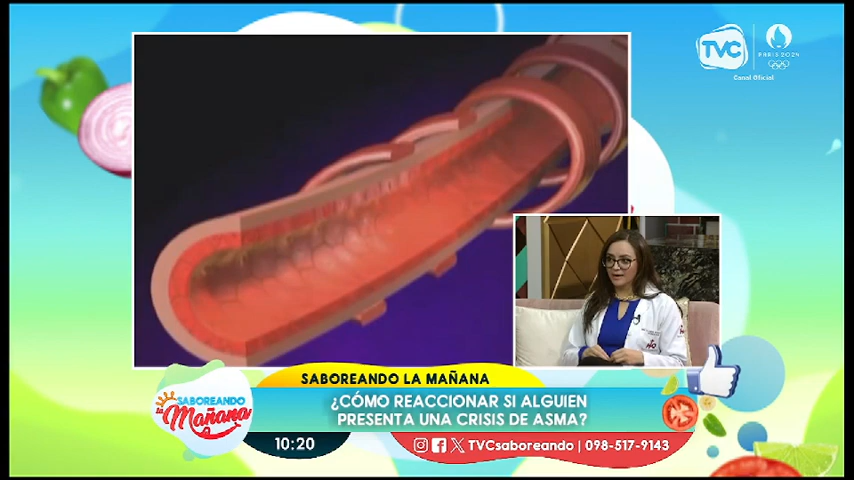 TVC
PARIS 2024
Canal Oficial
SABOREANDO LA MAÑANA
SABOREANDO
la Mañana
¿CÓMO REACCIONAR SI ALGUIEN
PRESENTA UNA CRISIS DE ASMA?
10:20
TVCsaboreando | 098-517-9143